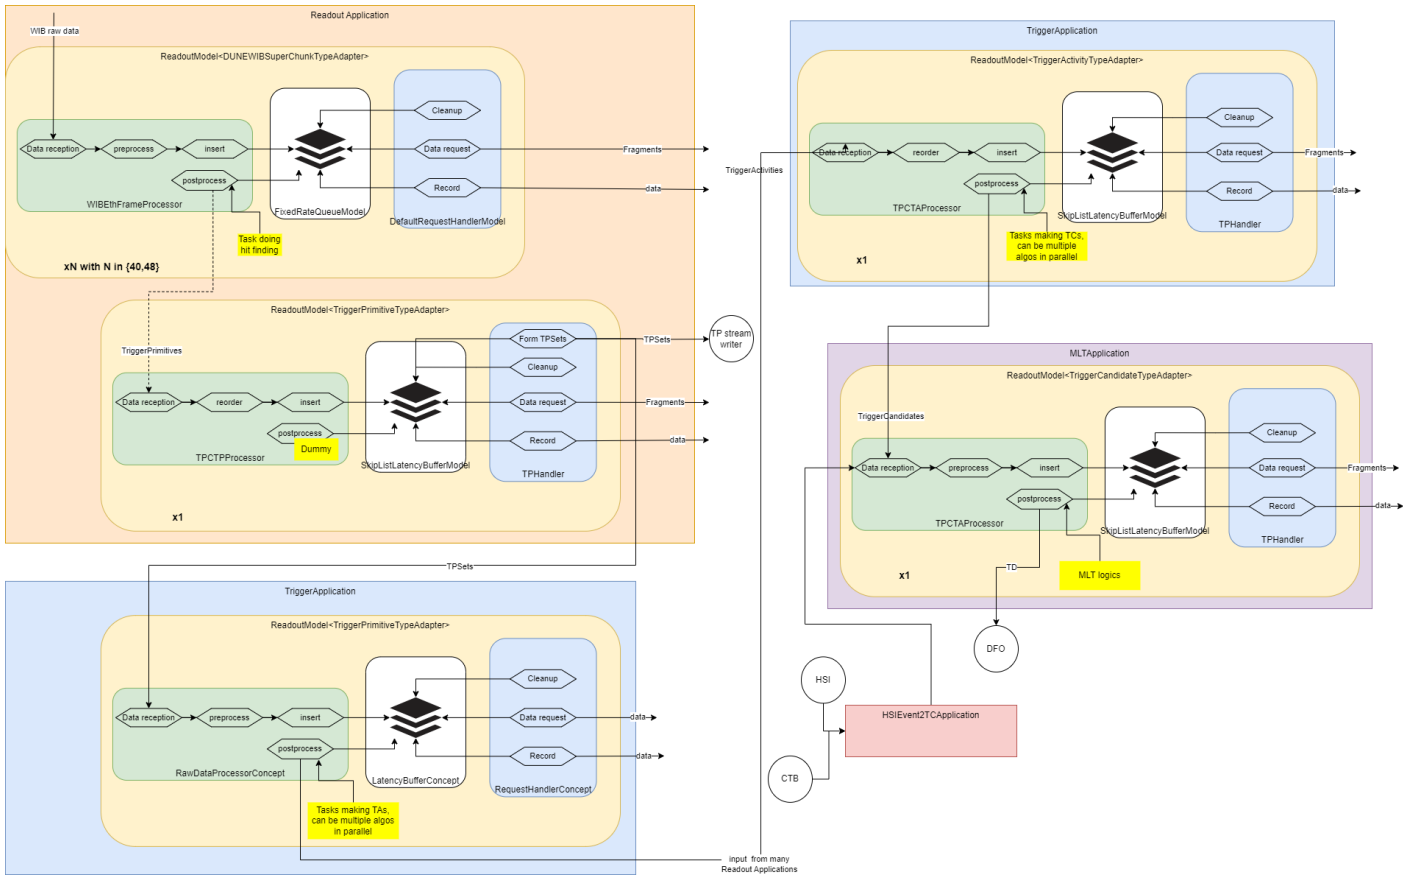 Readout Application
WIB raw data
ReadoutModel<DUNEWIBSuperChunkTypeAdapter>
Cleanup
Data reception
preprocess
insert
Data request
Fragments
postprocess
Record
data
WIBEthFrameProcessor
FixedRateQueueModel
DefaultRequestHandlerModel
Task doing
hit finding
xN with N in {40,48}
ReadoutModel<TriggerPrimitiveTypeAdapter>
Form TPSets
TPSets
TP stream
writer
TriggerPrimitives
Cleanup
Data reception
reorder
insert
Data request
Fragments
postprocess
Record
data
Dummy
TPCTPProcessor
SkipListLatencyBufferModel
TPHandler
x1
TPSets
TriggerApplication
ReadoutModel<TriggerPrimitiveTypeAdapter>
Cleanup
Data reception
preprocess
insert
Data request
data
postprocess
Record
data
RawDataProcessorConcept
LatencyBufferConcept
RequestHandlerConcept
Tasks making TAs,
can be multiple algos
in parallel
input from many
Readout Applications
TriggerApplication
ReadoutModel<TriggerActivityTypeAdapter>
Cleanup
TriggerActivities
Data reception
reorder
insert
Data request
Fragments
postprocess
Record
data
TPCTAProcessor
SkipListLatencyBufferModel
TPHandler
Tasks making TCs,
can be multiple
algos in parallel
x1
MLTApplication
ReadoutModel<TriggerCandidateTypeAdapter>
TriggerCandidates
Cleanup
Data reception
preprocess
insert
Data request
Fragments
postprocess
Record
data
TPCTAProcessor
SkipListLatencyBufferModel
TPHandler
TD
MLT logics
x1
DFO
HSI
HSIEvent2TCApplication
CTB